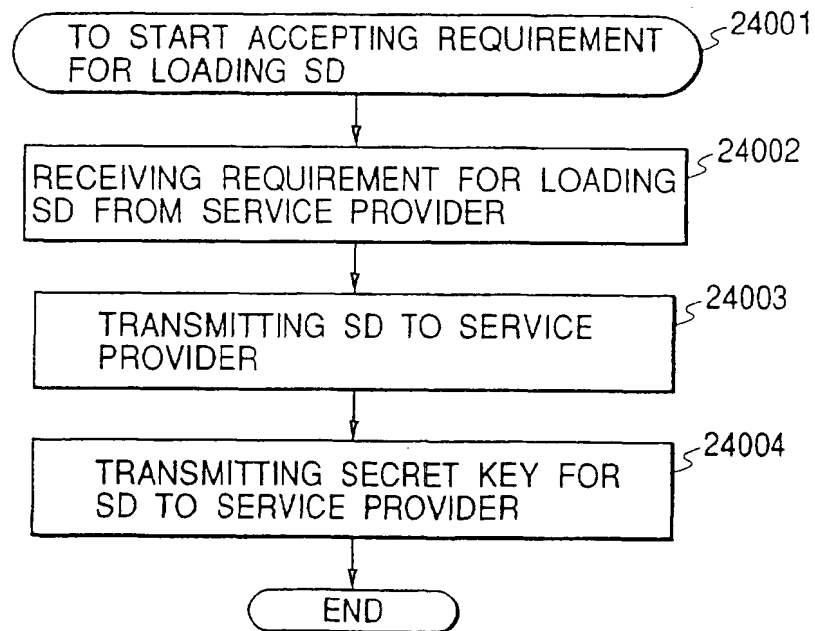 TO START ACCEPTING REQUIREMENT
FOR LOADING SD
24001
RECEIVING REQUIREMENT FOR LOADING
SD FROM SERVICE PROVIDER
24002
TRANSMITTING SD TO SERVICE
PROVIDER
24003
TRANSMITTING SECRET KEY FOR
SD TO SERVICE PROVIDER
24004
END